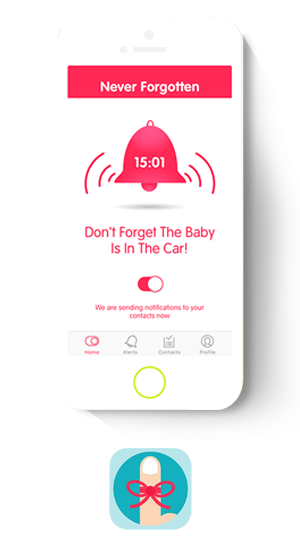 Never Forgotten
15:01
Don't Forget The Baby
Is In The Car!
We are sending notifications to your
contacts now
Home Alerts Contacts Profile